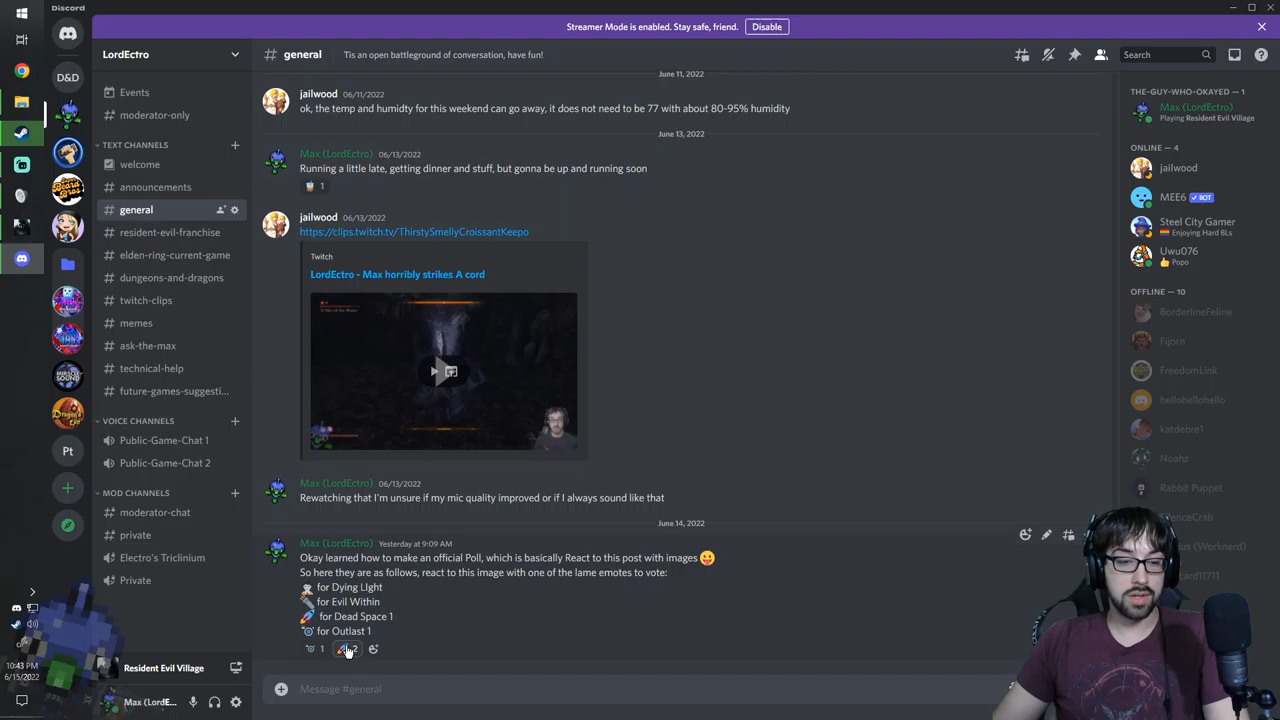 Discord
Streamer Mode is enabled. Stay safe, friend.
Disable
LordEctro
general
Tis an open battleground of conversation, have fun!
Search
D&D
Pt
Events
moderator-only
TEXT CHANNELS
welcome
announcements
general
resident-evil-franchise
elden-ring-current-game
dungeons-and-dragons
twitch-clips
memes
ask-the-max
technical-help
future-games-suggesti...
VOICE CHANNELS
Public-Game-Chat 1
Public-Game-Chat 2
MOD CHANNELS
moderator-chat
private
Electro's Triclinium
Private
Resident Evil Village
Max (LordE...
10:43 PM
6/15/2022
June 11, 2022
jailwood 06/11/2022
ok, the temp and humidty for this weekend can go away, it does not need to be 77 with about 80-95% humidity
June 13, 2022
Max (LordEctro) 06/13/2022
Running a little late, getting dinner and stuff, but gonna be up and running soon
1
jailwood 06/13/2022
https://clips.twitch.tv/ThirstySmellyCroissantKeepo
Twitch
LordEctro - Max horribly strikes A cord
Max (LordEctro) 06/13/2022
Rewatching that I'm unsure if my mic quality improved or if I always sound like that
June 14, 2022
Max (LordEctro) Yesterday at 9:09 AM
Okay learned how to make an official Poll, which is basically React to this post with images
So here they are as follows, react to this image with one of the lame emotes to vote:
for Dying LIght
for Evil Within
for Dead Space 1
for Outlast 1
1 2
Message #general
THE-GUY-WHO-OKAYED — 1
Max (LordEctro)
Playing Resident Evil Village
ONLINE — 4
jailwood
MEE6 BOT
Steel City Gamer
Enjoying Hard BLs
Uwu076
Popo
OFFLINE — 10
BorderlineFeline
Fijorn
FreedomLink
hellohellohello
katdebre1
Noahz
Rabbit Puppet
(Worknerd)